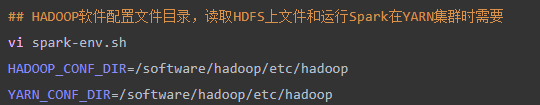 ## HADOOP软件配置文件目录，读取HDFS上文件和运行Spark在YARN集群时需要
vi spark-env.sh
HADOOP_CONF_DIR=/software/hadoop/etc/hadoop
YARN_CONF_DIR=/software/hadoop/etc/hadoop